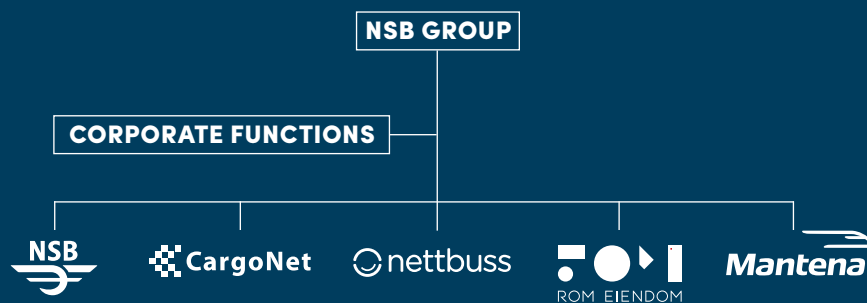 NSB GROUP
CORPORATE FUNCTIONS
NSB
CargoNet
nettbuss
ROM EIENDOM
Mantena